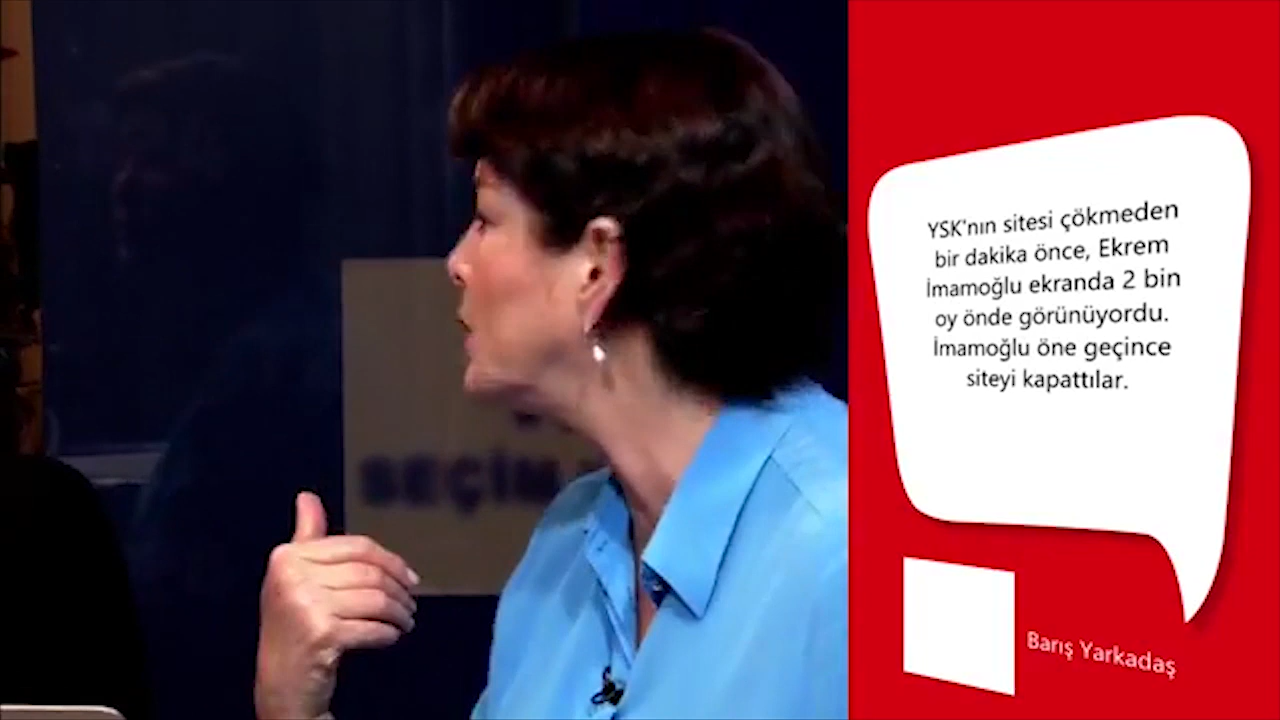 SEÇİM
YSK'nın sitesi çökmeden
bir dakika önce, Ekrem
İmamoğlu ekranda 2 bin
oy önde görünüyordu.
İmamoğlu öne geçince
siteyi kapattılar.
Barış Yarkadaş